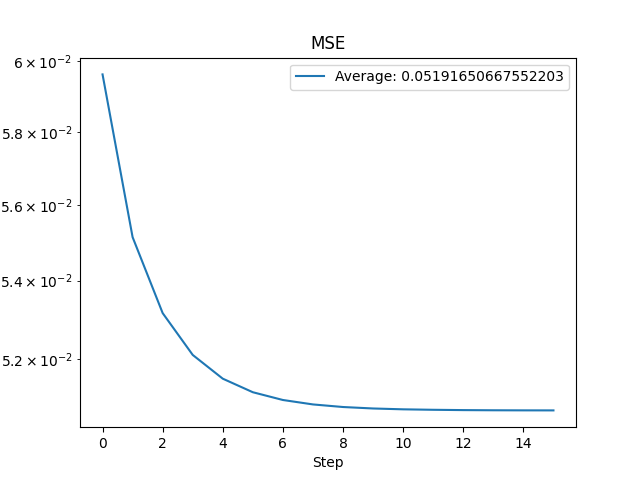 MSE
Average: 0.05191650667552203
6 × 10⁻²
5.8 × 10⁻²
5.6 × 10⁻²
5.4 × 10⁻²
5.2 × 10⁻²
0 2 4 6 8 10 12 14
Step